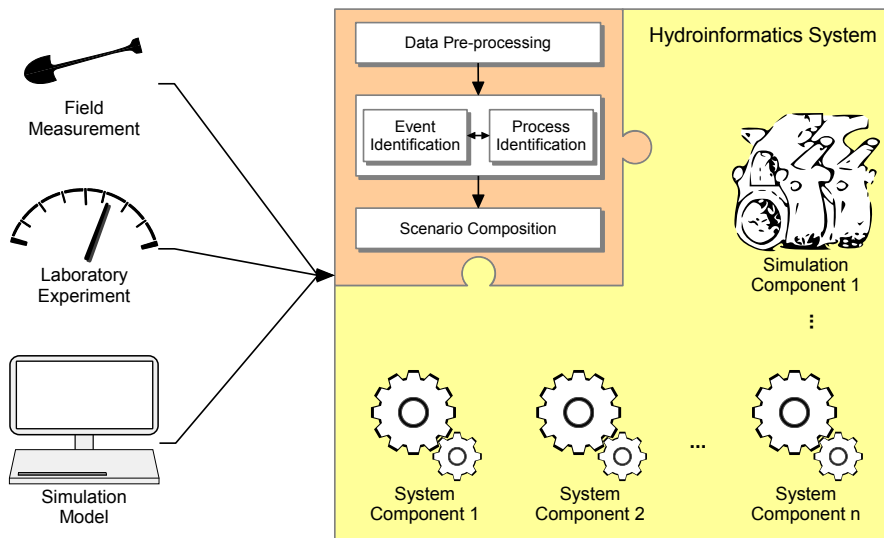 Field
Measurement
Laboratory
Experiment
Simulation
Model
Data Pre-processing
Event
Identification
Process
Identification
Scenario Composition
Hydroinformatics System
Simulation
Component 1
...
System
Component 1
System
Component 2
...
System
Component n